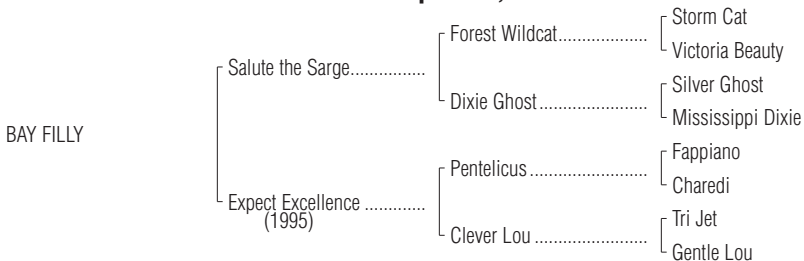 Storm Cat
Forest Wildcat...................
Victoria Beauty
Salute the Sarge................
Silver Ghost
Dixie Ghost.......................
Mississippi Dixie
BAY FILLY
Fappiano
Pentelicus.........................
Charedi
Expect Excellence .............
(1995)
Tri Jet
Clever Lou ........................
Gentle Lou